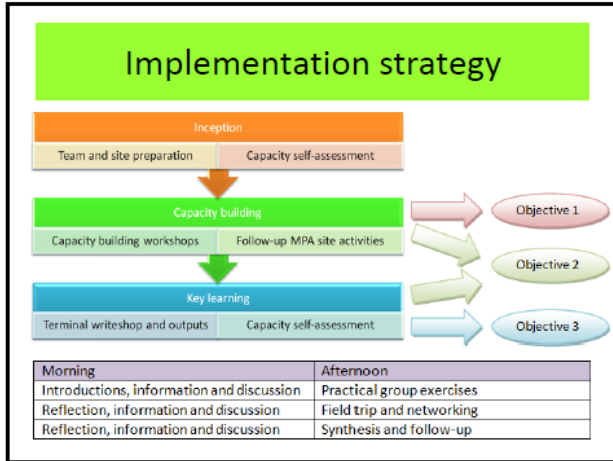 Implementation strategy
Inception
Team and site preparation Capacity self-assessment
Capacity building
Capacity building workshops Follow-up MPA site activities
Key learning
Terminal writeshop and outputs Capacity self-assessment
Objective 1
Objective 2
Objective 3
Morning Afternoon
Introductions, information and discussion Practical group exercises
Reflection, information and discussion Field trip and networking
Reflection, information and discussion Synthesis and follow-up